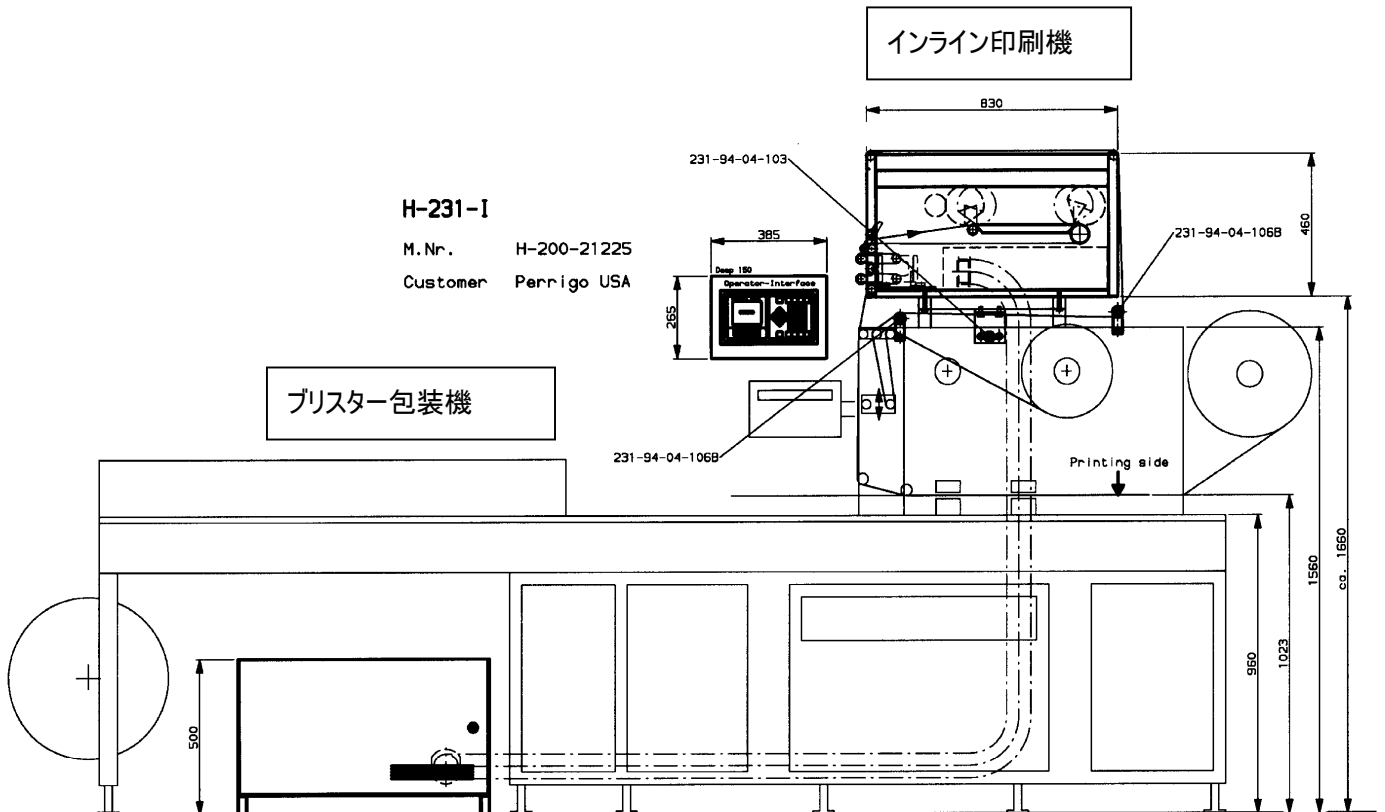 インライン印刷機
830
231-94-04-103
H-231-I
M.Nr. H-200-21225
Customer Perrigo USA
385
Deep 150
Operator-Interface
265
460
231-94-04-106B
ブリスター包装機
231-94-04-106B
Printing side
500
960
1023
1560
ca. 1660